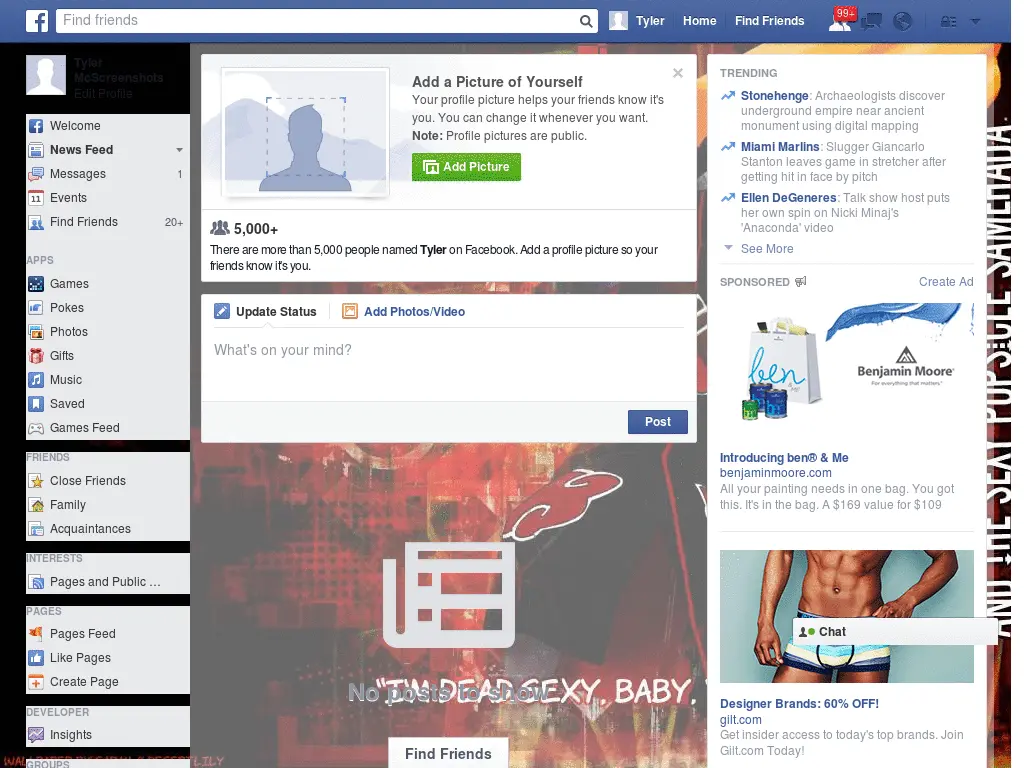 Find friends
Tyler
Home
Find Friends
99+
Tyler
McScreenshots
Edit Profile
Welcome
News Feed
Messages 1
11 Events
Find Friends 20+
APPS
Games
Pokes
Photos
Gifts
Music
Saved
Games Feed
FRIENDS
Close Friends
Family
Acquaintances
INTERESTS
Pages and Public ...
PAGES
Pages Feed
Like Pages
Create Page
DEVELOPER
Insights
GROUPS
Add a Picture of Yourself
Your profile picture helps your friends know it's
you. You can change it whenever you want.
Note: Profile pictures are public.
Add Picture
5,000+
There are more than 5,000 people named Tyler on Facebook. Add a profile picture so your
friends know it's you.
Update Status
Add Photos/Video
What's on your mind?
Post
No posts to show
"I'M DEAD SEXY, BABY.
Find Friends
TRENDING
Stonehenge: Archaeologists discover
underground empire near ancient
monument using digital mapping
Miami Marlins: Slugger Giancarlo
Stanton leaves game in stretcher after
getting hit in face by pitch
Ellen DeGeneres: Talk show host puts
her own spin on Nicki Minaj's
'Anaconda' video
See More
SPONSORED
Create Ad
ben
Benjamin Moore
For everything that matters.
Introducing ben® & Me
benjaminmoore.com
All your painting needs in one bag. You got
this. It's in the bag. A $169 value for $109
Chat
Designer Brands: 60% OFF!
gilt.com
Get insider access to today's top brands. Join
Gilt.com Today!